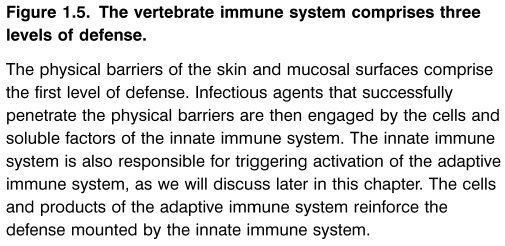 Figure 1.5. The vertebrate immune system comprises three
levels of defense.
The physical barriers of the skin and mucosal surfaces comprise
the first level of defense. Infectious agents that successfully
penetrate the physical barriers are then engaged by the cells and
soluble factors of the innate immune system. The innate immune
system is also responsible for triggering activation of the adaptive
immune system, as we will discuss later in this chapter. The cells
and products of the adaptive immune system reinforce the
defense mounted by the innate immune system.